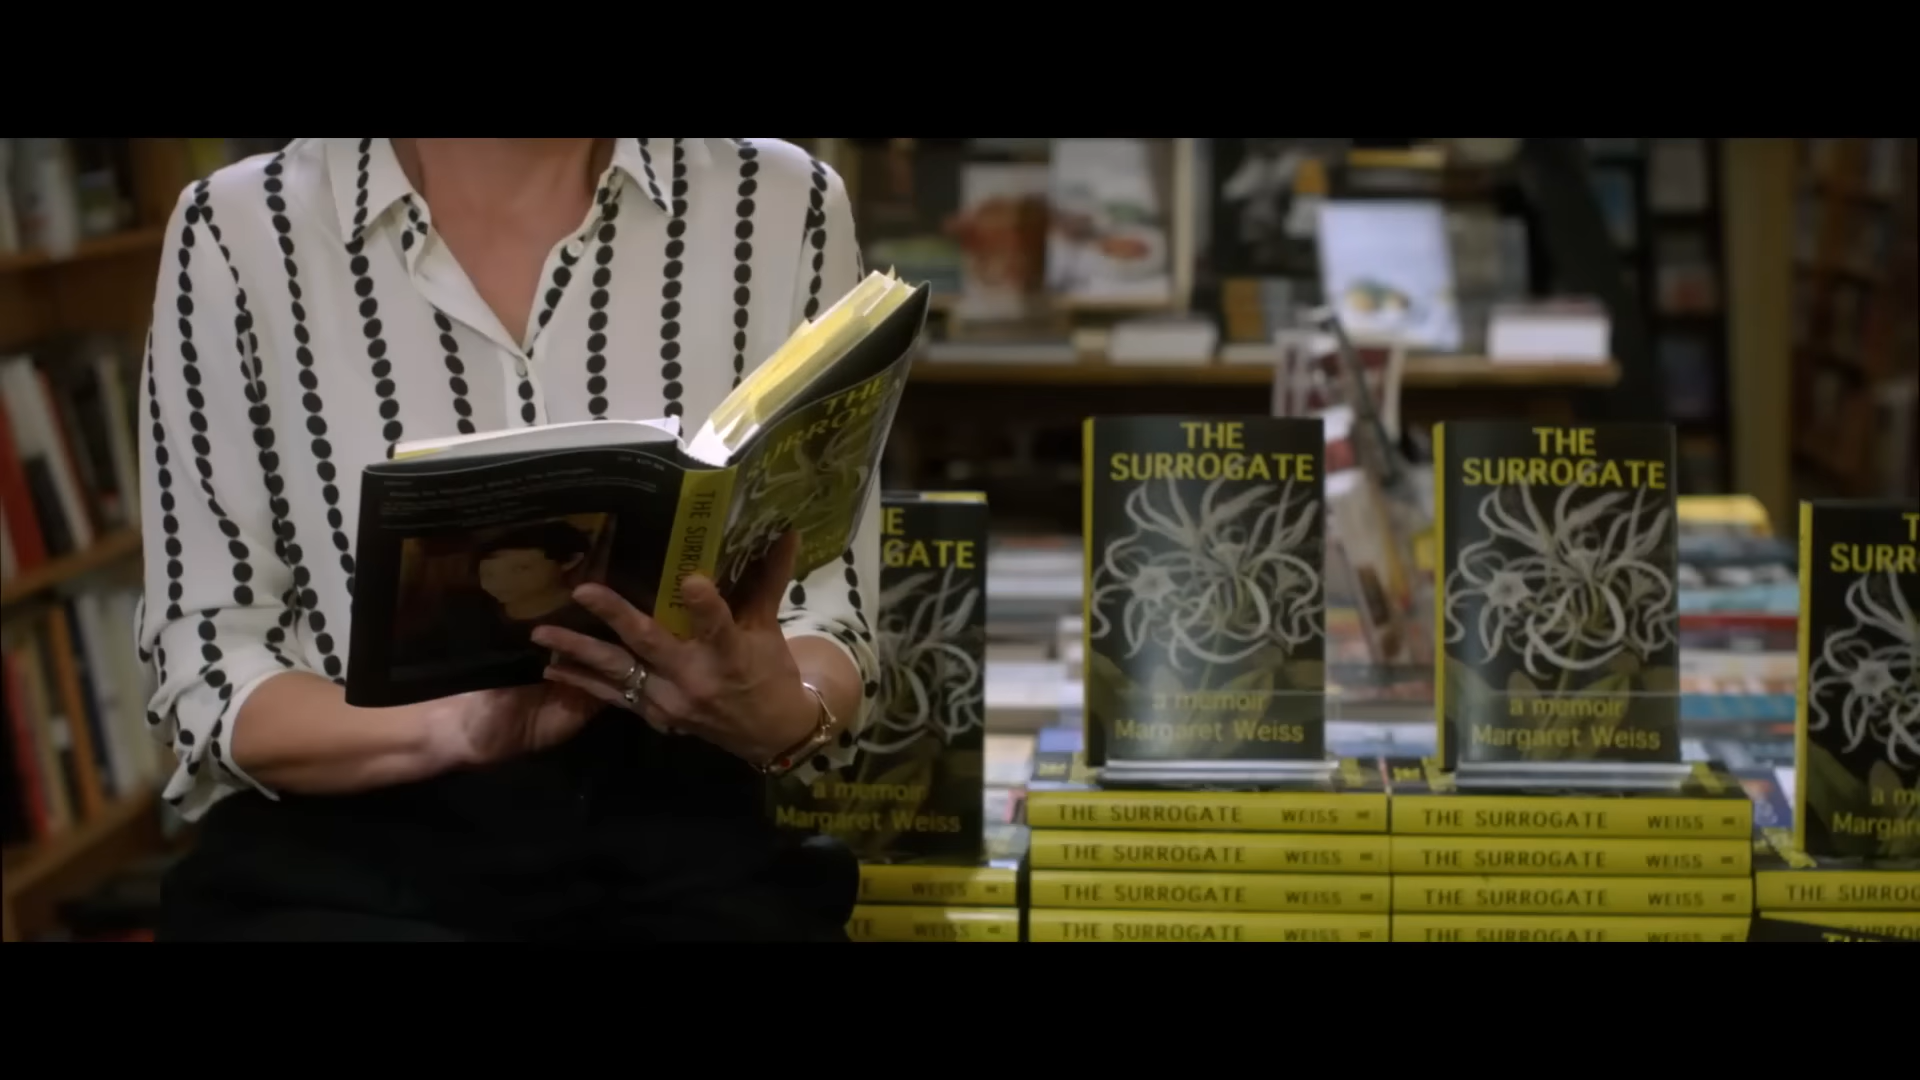 THE
SURROG
THE SURROGATE
THE
SURROGATE
a memoir
Margaret Weiss
THE
SURROGATE
a memoir
Margaret Weiss
GATE
a memoir
Margaret Weiss
SURR
THE SURROGATE WEISS
THE SURROGATE WEISS
THE SURROGATE WEISS
THE SURROGATE WEISS
THE SURROGATE WEISS
THE SURROGATE WEISS
THE SURROGATE WEISS
THE SURROGATE WEISS
WEISS
WEISS
THE SURROG